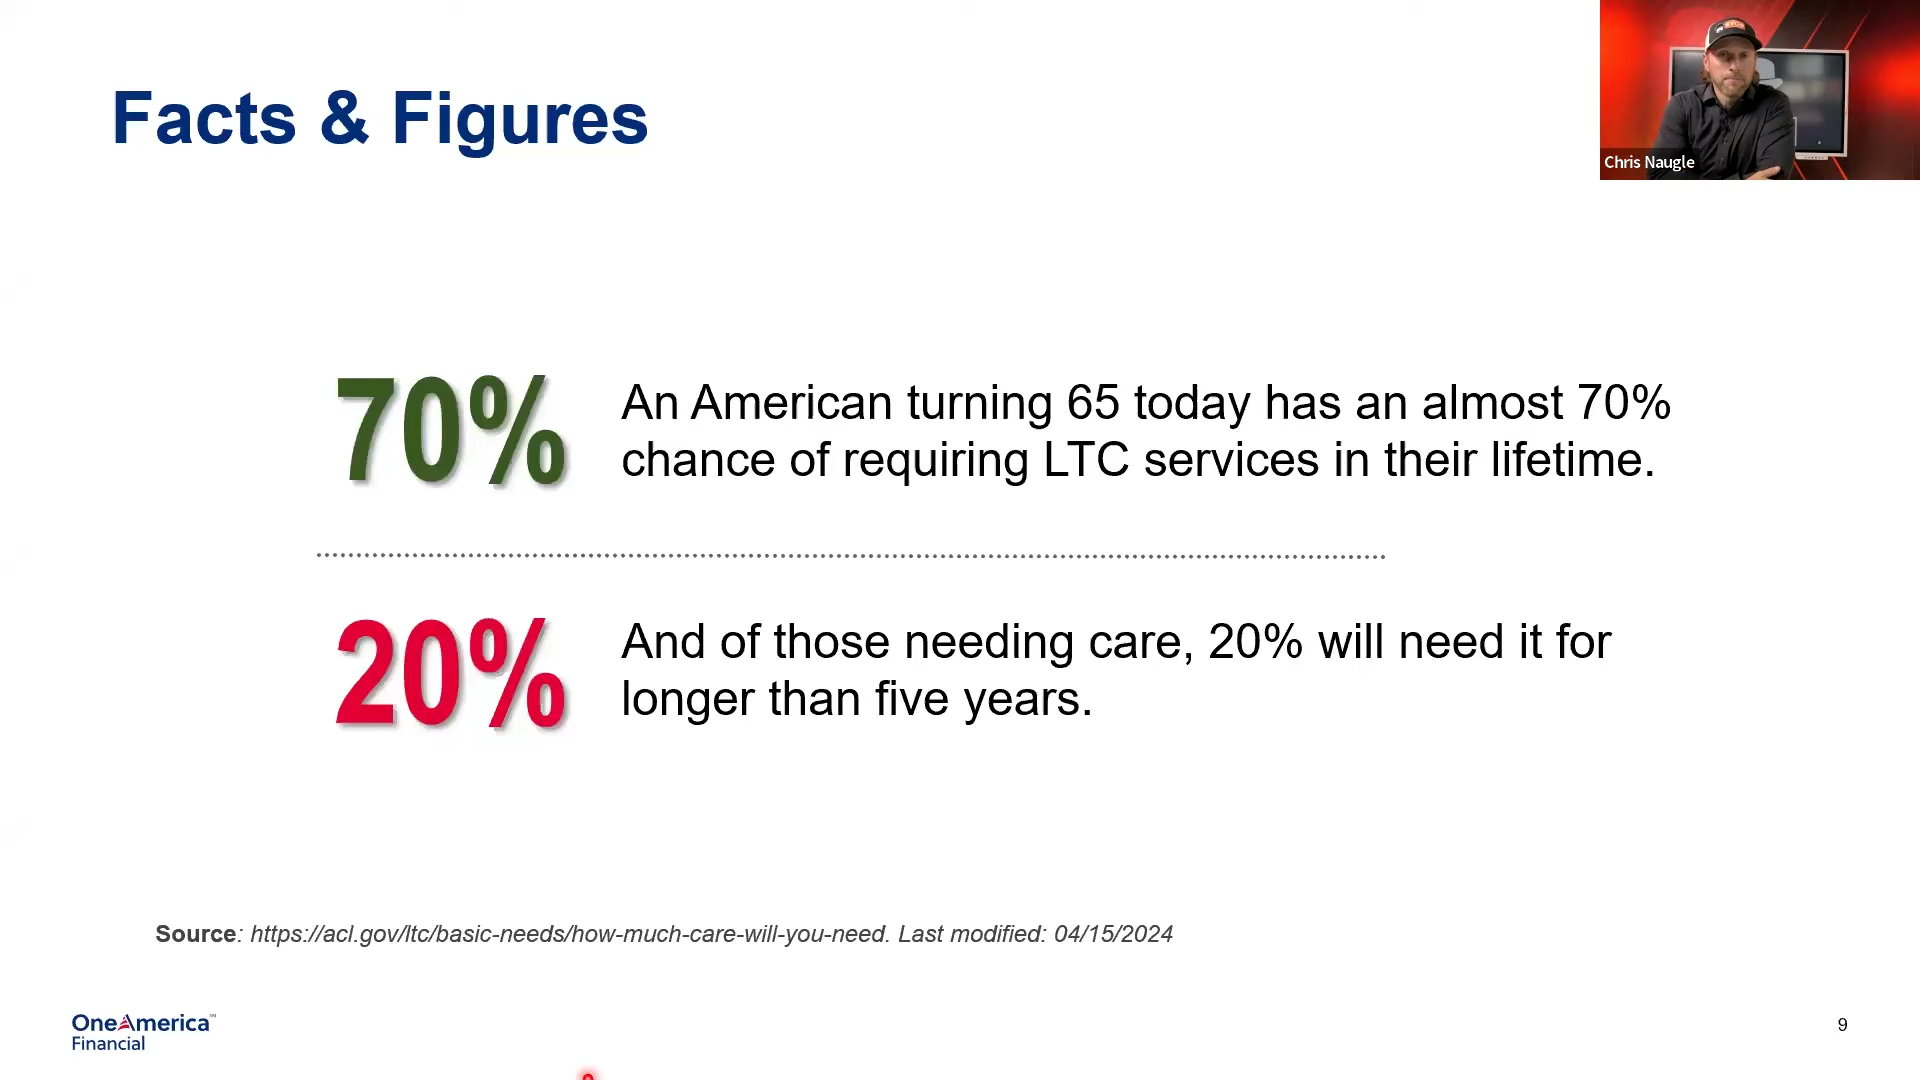 Facts & Figures
Chris Naugle
70%
An American turning 65 today has an almost 70%
chance of requiring LTC services in their lifetime.
20%
And of those needing care, 20% will need it for
longer than five years.
Source: https://acl.gov/ltc/basic-needs/how-much-care-will-you-need. Last modified: 04/15/2024
OneAmerica
Financial
9